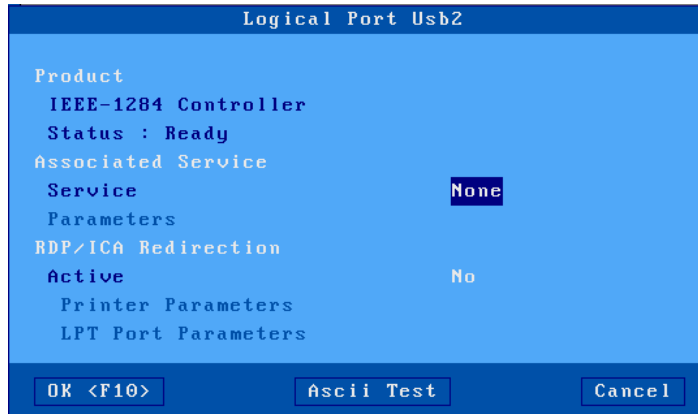 Logical Port Usb2
Product
IEEE-1284 Controller
Status : Ready
Associated Service
Service None
Parameters
RDP/ICA Redirection
Active No
Printer Parameters
LPT Port Parameters
OK <F10> Ascii Test Cancel